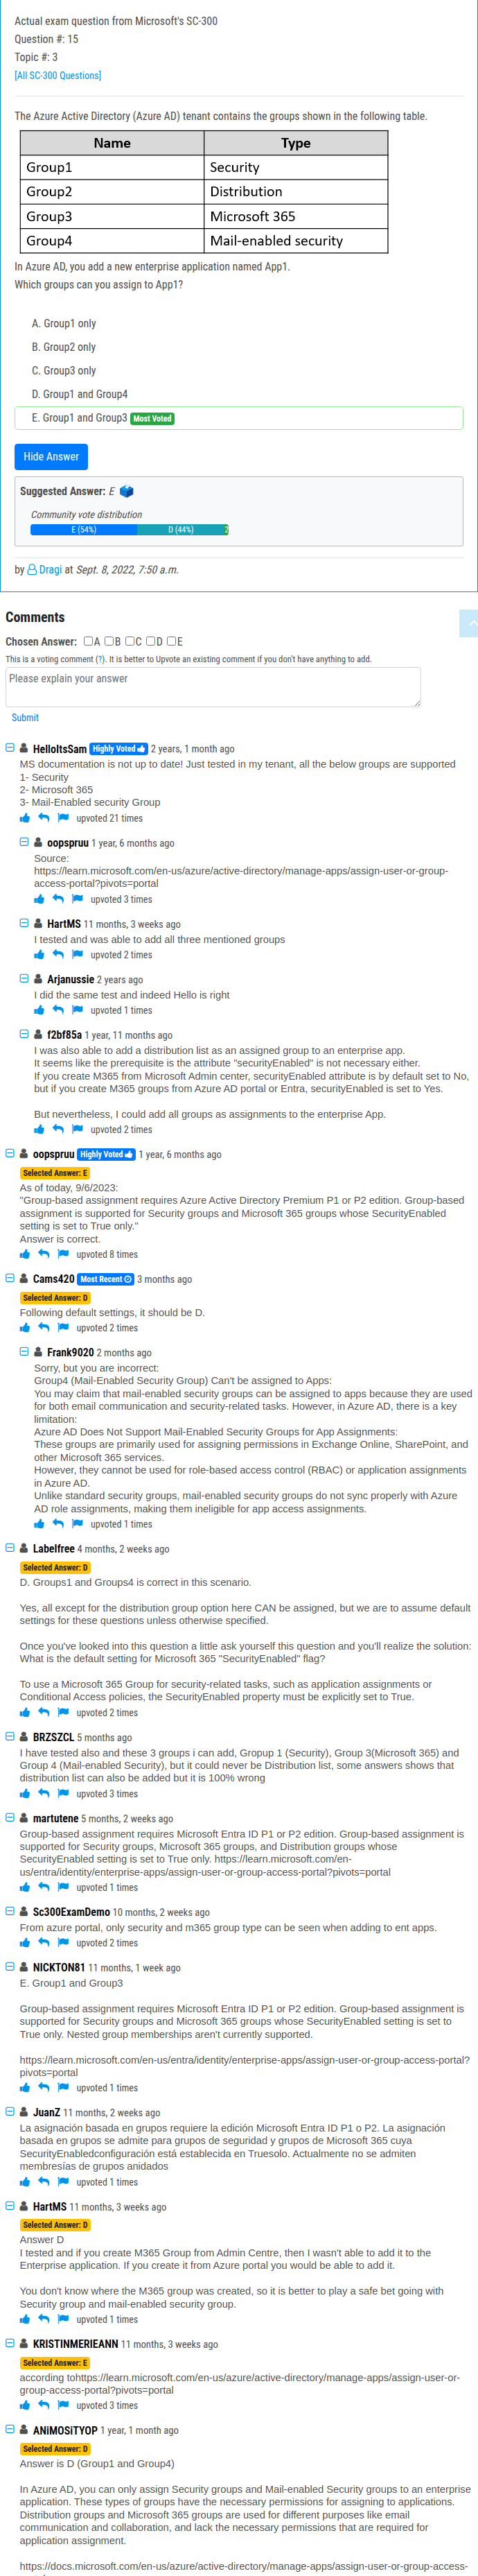 Actual exam question from Microsoft's SC-300
Question #: 15
Topic #: 3
[All SC-300 Questions]
The Azure Active Directory (Azure AD) tenant contains the groups shown in the following table.
Name Type
Group1 Security
Group2 Distribution
Group3 Microsoft 365
Group4 Mail-enabled security
In Azure AD, you add a new enterprise application named App1.
Which groups can you assign to App1?
A. Group1 only
B. Group2 only
C. Group3 only
D. Group1 and Group4
E. Group1 and Group3 Most Voted
Hide Answer
Suggested Answer: E
Community vote distribution
E (54%) D (44%) 2
by Dragi at Sept. 8, 2022, 7:50 a.m.
Comments
Chosen Answer: A B C D E
This is a voting comment (?). It is better to Upvote an existing comment if you don't have anything to add.
Please explain your answer
Submit
HelloItsSam Highly Voted 2 years, 1 month ago
MS documentation is not up to date! Just tested in my tenant, all the below groups are supported
1- Security
2- Microsoft 365
3- Mail-Enabled security Group
upvoted 21 times
oopspruu 1 year, 6 months ago
Source:
https://learn.microsoft.com/en-us/azure/active-directory/manage-apps/assign-user-or-group-
access-portal?pivots=portal
upvoted 3 times
HartMS 11 months, 3 weeks ago
I tested and was able to add all three mentioned groups
upvoted 2 times
Arjanussie 2 years ago
I did the same test and indeed Hello is right
upvoted 1 times
f2bf85a 1 year, 11 months ago
I was also able to add a distribution list as an assigned group to an enterprise app.
It seems like the prerequisite is the attribute "securityEnabled" is not necessary either.
If you create M365 from Microsoft Admin center, securityEnabled attribute is by default set to No,
but if you create M365 groups from Azure AD portal or Entra, securityEnabled is set to Yes.
But nevertheless, I could add all groups as assignments to the enterprise App.
upvoted 2 times
oopspruu Highly Voted 1 year, 6 months ago
Selected Answer: E
As of today, 9/6/2023:
"Group-based assignment requires Azure Active Directory Premium P1 or P2 edition. Group-based
assignment is supported for Security groups and Microsoft 365 groups whose SecurityEnabled
setting is set to True only."
Answer is correct.
upvoted 8 times
Cams420 Most Recent 3 months ago
Selected Answer: D
Following default settings, it should be D.
upvoted 2 times
Frank9020 2 months ago
Sorry, but you are incorrect:
Group4 (Mail-Enabled Security Group) Can't be assigned to Apps:
You may claim that mail-enabled security groups can be assigned to apps because they are used
for both email communication and security-related tasks. However, in Azure AD, there is a key
limitation:
Azure AD Does Not Support Mail-Enabled Security Groups for App Assignments:
These groups are primarily used for assigning permissions in Exchange Online, SharePoint, and
other Microsoft 365 services.
However, they cannot be used for role-based access control (RBAC) or application assignments
in Azure AD.
Unlike standard security groups, mail-enabled security groups do not sync properly with Azure
AD role assignments, making them ineligible for app access assignments.
upvoted 1 times
Labelfree 4 months, 2 weeks ago
Selected Answer: D
D. Groups1 and Groups4 is correct in this scenario.
Yes, all except for the distribution group option here CAN be assigned, but we are to assume default
settings for these questions unless otherwise specified.
Once you've looked into this question a little ask yourself this question and you'll realize the solution:
What is the default setting for Microsoft 365 "SecurityEnabled" flag?
To use a Microsoft 365 Group for security-related tasks, such as application assignments or
Conditional Access policies, the SecurityEnabled property must be explicitly set to True.
upvoted 2 times
BRZSZCL 5 months ago
I have tested also and these 3 groups i can add, Gropup 1 (Security), Group 3(Microsoft 365) and
Group 4 (Mail-enabled Security), but it could never be Distribution list, some answers shows that
distribution list can also be added but it is 100% wrong
upvoted 3 times
martutene 5 months, 2 weeks ago
Group-based assignment requires Microsoft Entra ID P1 or P2 edition. Group-based assignment is
supported for Security groups, Microsoft 365 groups, and Distribution groups whose
SecurityEnabled setting is set to True only. https://learn.microsoft.com/en-
us/entra/identity/enterprise-apps/assign-user-or-group-access-portal?pivots=portal
upvoted 1 times
Sc300ExamDemo 10 months, 2 weeks ago
From azure portal, only security and m365 group type can be seen when adding to ent apps.
upvoted 2 times
NICKTON81 11 months, 1 week ago
E. Group1 and Group3
Group-based assignment requires Microsoft Entra ID P1 or P2 edition. Group-based assignment is
supported for Security groups and Microsoft 365 groups whose SecurityEnabled setting is set to
True only. Nested group memberships aren't currently supported.
https://learn.microsoft.com/en-us/entra/identity/enterprise-apps/assign-user-or-group-access-portal?
pivots=portal
upvoted 1 times
JuanZ 11 months, 2 weeks ago
La asignación basada en grupos requiere la edición Microsoft Entra ID P1 o P2. La asignación
basada en grupos se admite para grupos de seguridad y grupos de Microsoft 365 cuya
SecurityEnabledconfiguración está establecida en Truesolo. Actualmente no se admiten
membresías de grupos anidados
upvoted 1 times
HartMS 11 months, 3 weeks ago
Selected Answer: D
Answer D
I tested and if you create M365 Group from Admin Centre, then I wasn't able to add it to the
Enterprise application. If you create it from Azure portal you would be able to add it.
You don't know where the M365 group was created, so it is better to play a safe bet going with
Security group and mail-enabled security group.
upvoted 1 times
KRISTINMERIEANN 11 months, 3 weeks ago
Selected Answer: E
according tohttps://learn.microsoft.com/en-us/azure/active-directory/manage-apps/assign-user-or-
group-access-portal?pivots=portal
upvoted 3 times
ANiMOSiTYOP 1 year, 1 month ago
Selected Answer: D
Answer is D (Group1 and Group4)
In Azure AD, you can only assign Security groups and Mail-enabled Security groups to an enterprise
application. These types of groups have the necessary permissions for assigning to applications.
Distribution groups and Microsoft 365 groups are used for different purposes like email
communication and collaboration, and lack the necessary permissions that are required for
application assignment.
https://docs.microsoft.com/en-us/azure/active-directory/manage-apps/assign-user-or-group-access-